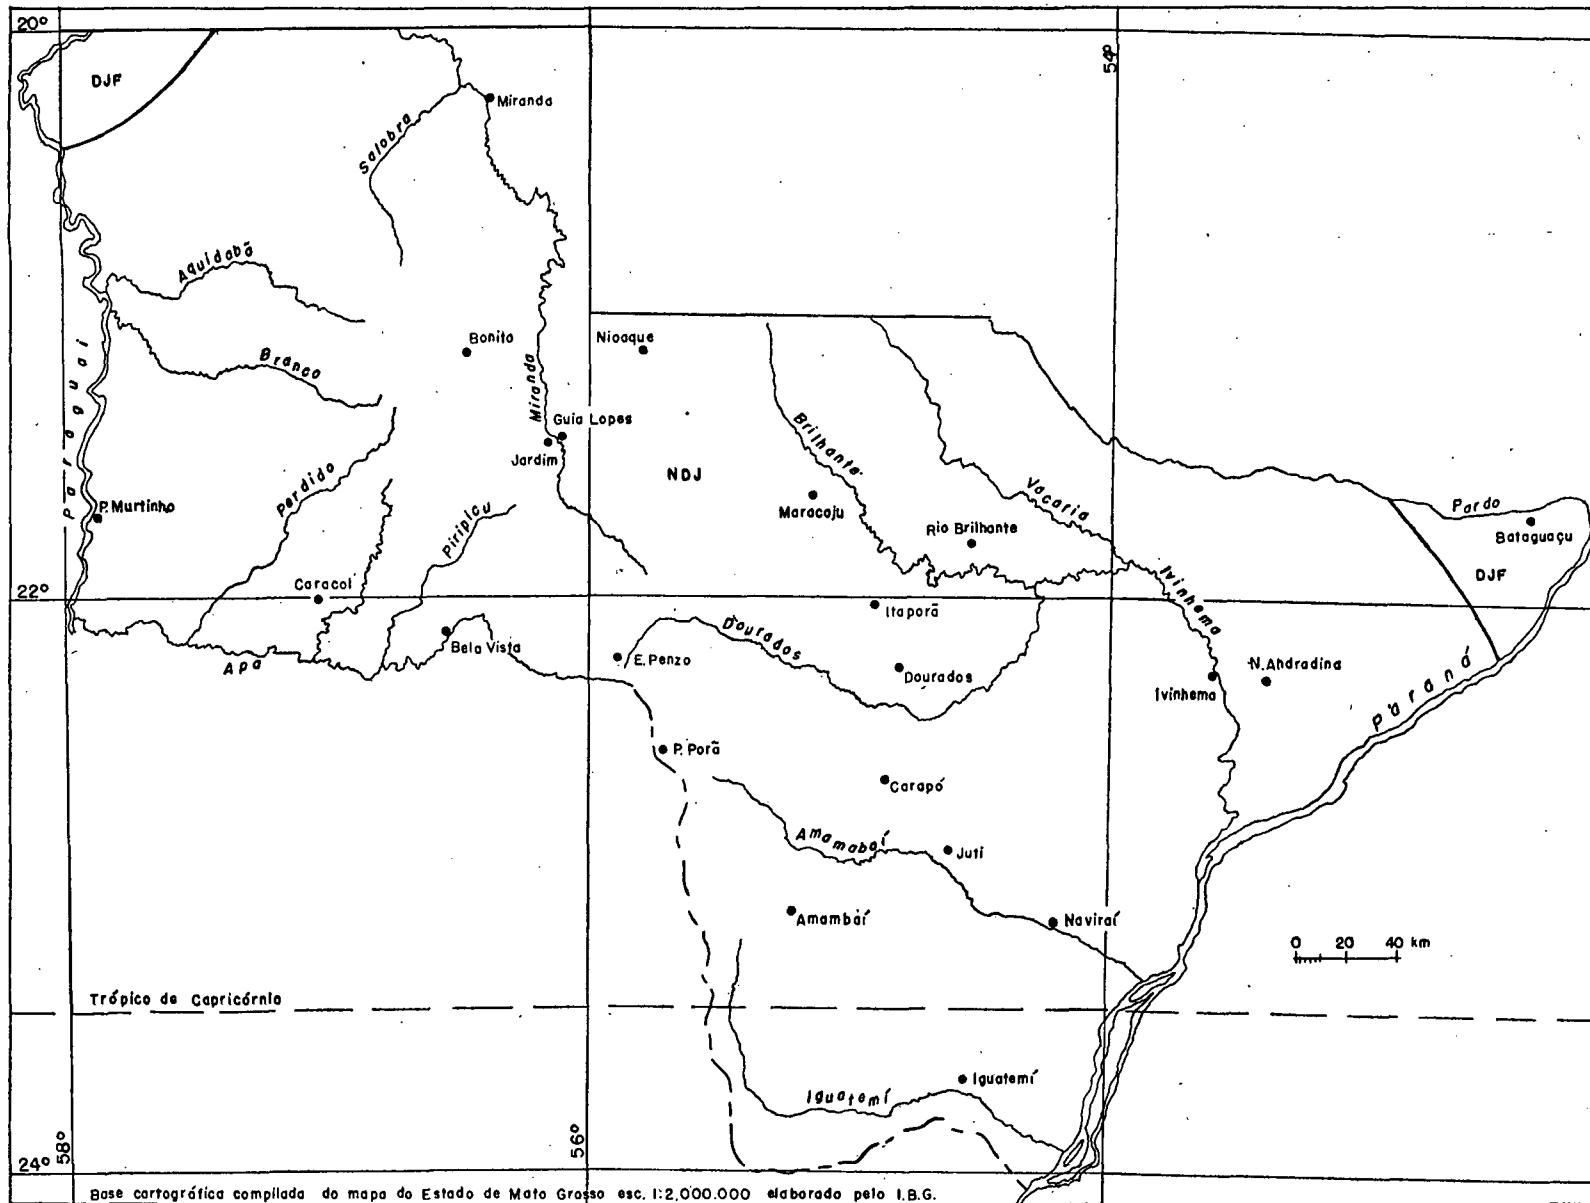 20°
54°
DJF
Miranda
Salobra
Aquidabã
Bonito
Nioaque
Branco
Miranda
Paraguai
Guia Lopes
Jardim
NDJ
Brilhante
Perdido
Vacaria
Maracaju
Pardo
P. Murtinho
Piripicu
Rio Brilhante
Bataguaçu
DJF
Caracol
Ivinhema
22°
Itaporã
Dourados
Bela Vista
Apa
E. Penzo
Dourados
N. Andradina
Ivinhema
Paraná
P. Porã
Carapó
Amamabaí
Juti
Amambaí
Naviraí
0 20 40 km
Trópico de Capricórnio
Iguatemí
Iguatemí
58°
56°
24°
Base cartográfica compilada do mapa do Estado de Mato Grosso esc. 1:2,000.000 elaborado pelo I.B.G.